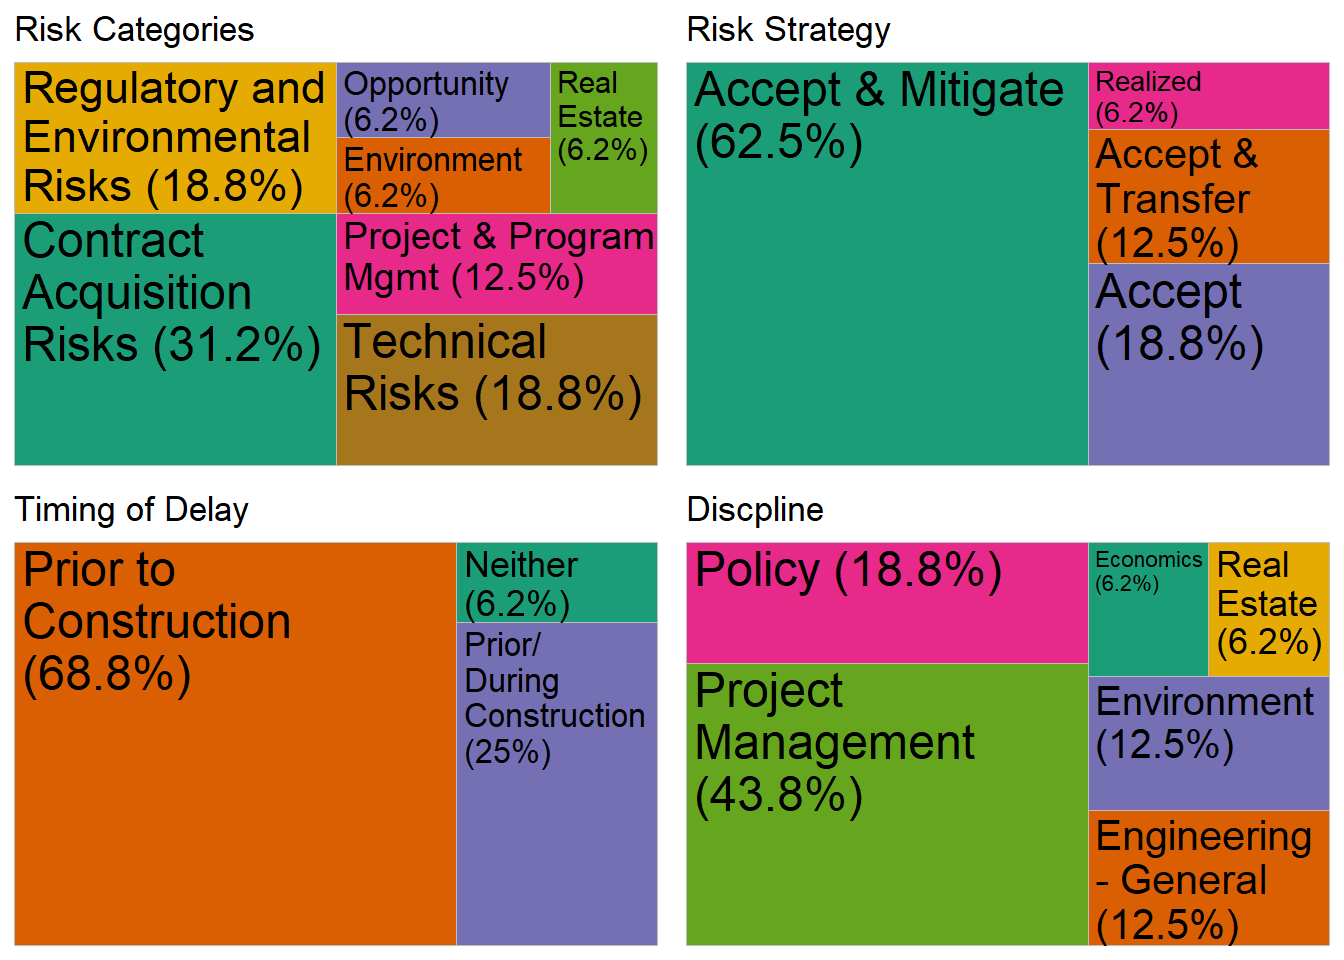 Risk Categories
Regulatory and
Environmental
Risks (18.8%)
Opportunity
(6.2%)
Environment
(6.2%)
Real
Estate
(6.2%)
Contract
Acquisition
Risks (31.2%)
Project & Program
Mgmt (12.5%)
Technical
Risks (18.8%)
Risk Strategy
Accept & Mitigate
(62.5%)
Realized
(6.2%)
Accept &
Transfer
(12.5%)
Accept
(18.8%)
Timing of Delay
Prior to
Construction
(68.8%)
Neither
(6.2%)
Prior/
During
Construction
(25%)
Discpline
Policy (18.8%)
Economics
(6.2%)
Real
Estate
(6.2%)
Project
Management
(43.8%)
Environment
(12.5%)
Engineering
- General
(12.5%)